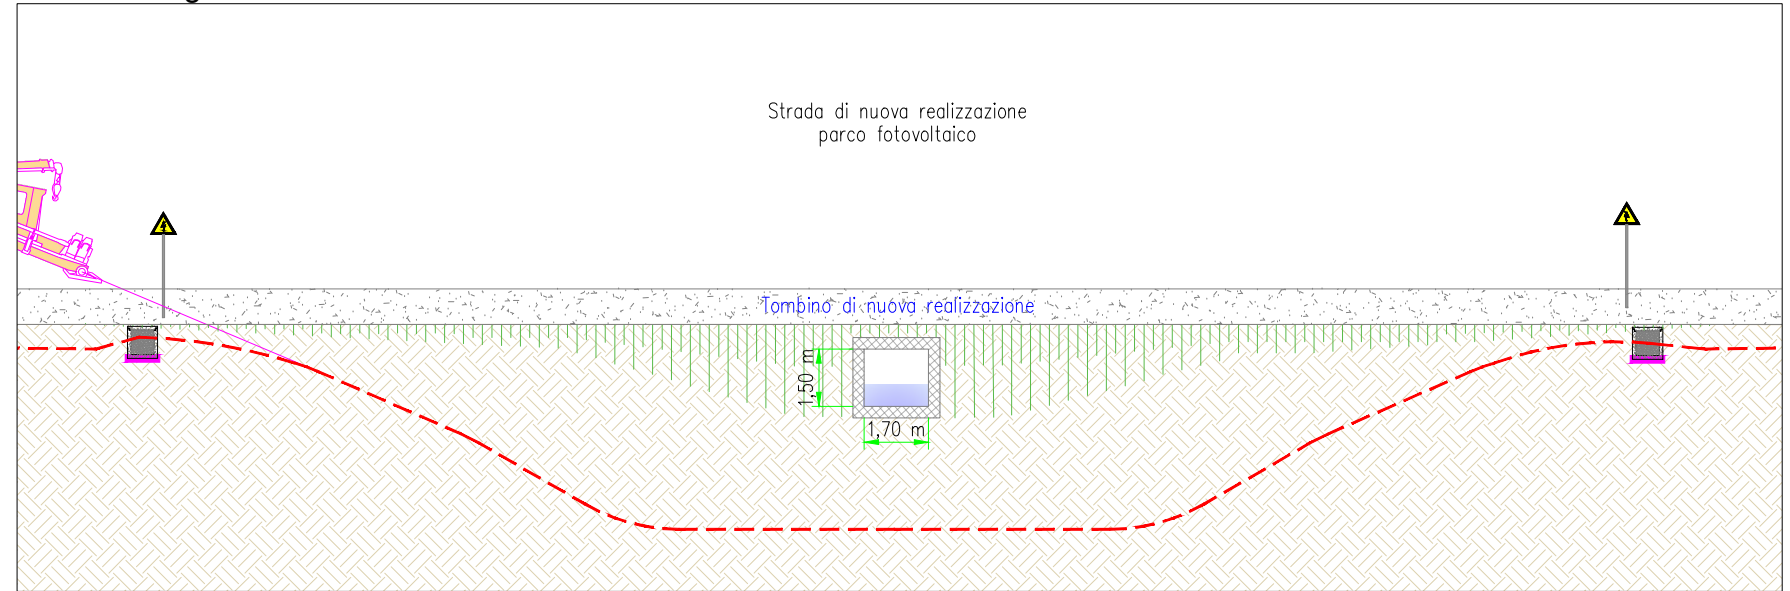 Strada di nuova realizzazione
parco fotovoltaico
Tombino di nuova realizzazione
1,50 m
1,70 m